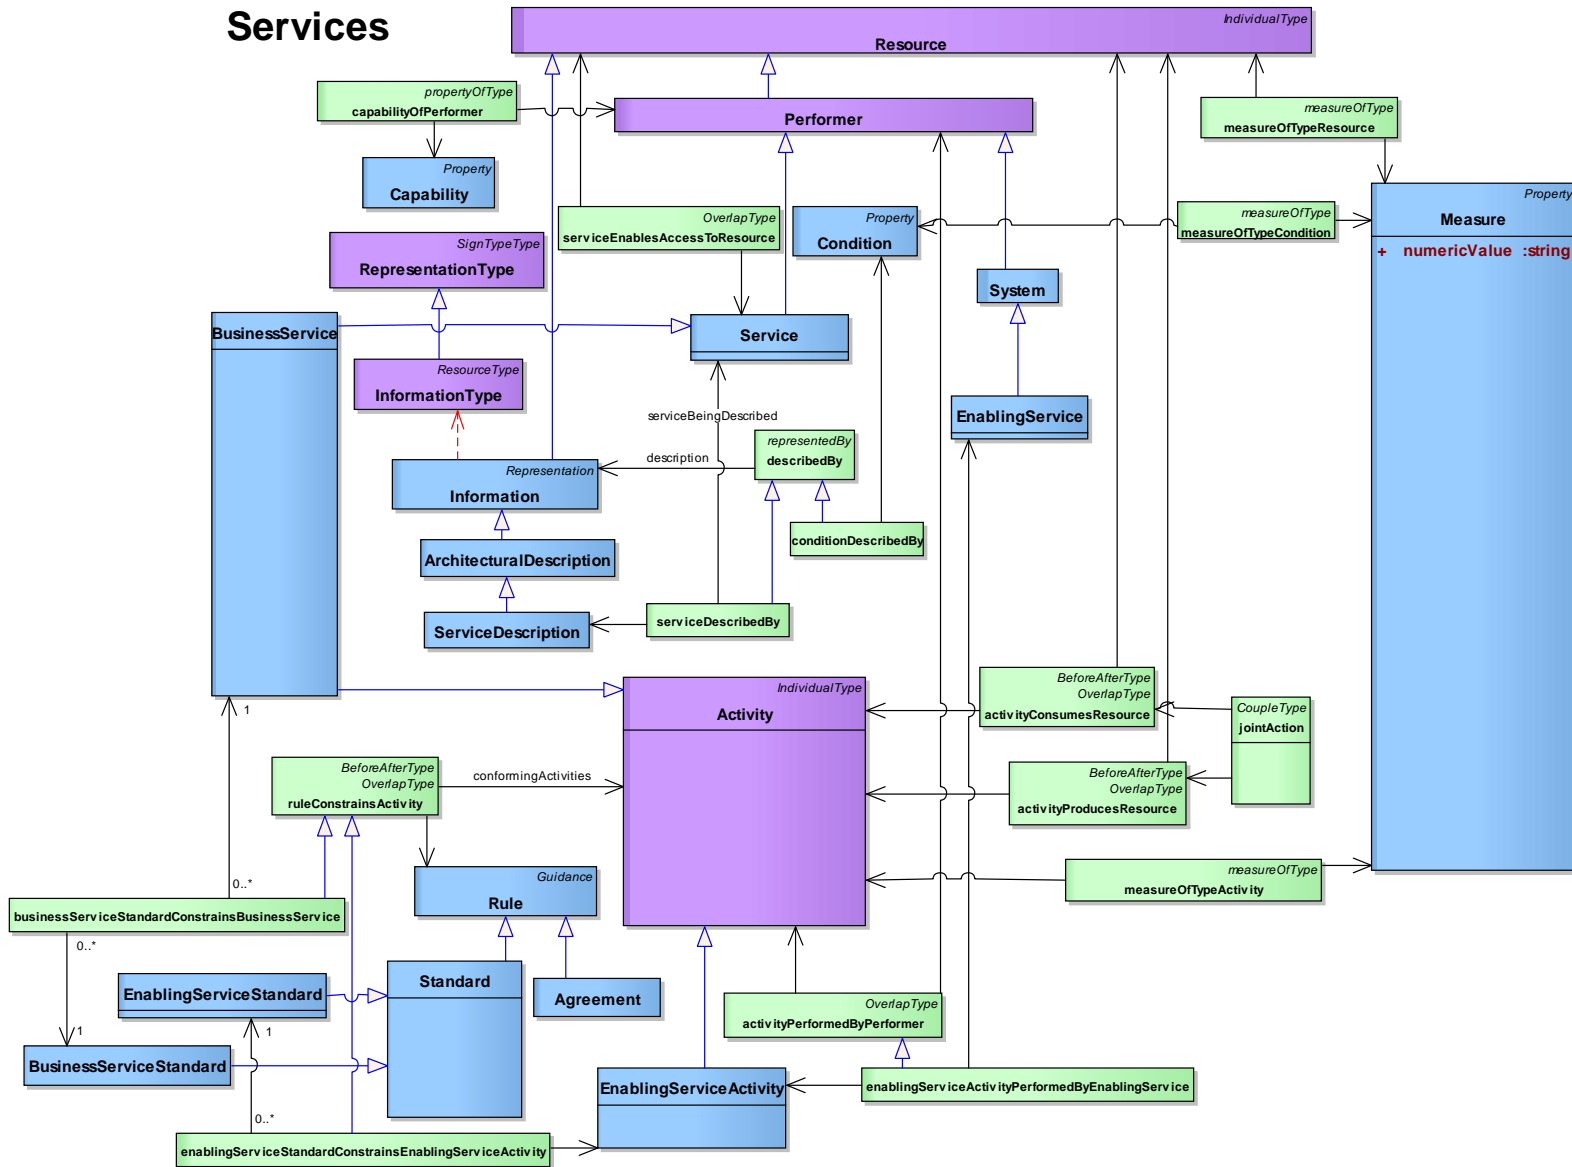 Services
IndividualType
Resource
propertyOfType
capabilityOfPerformer
Performer
measureOfType
measureOfTypeResource
Property
Capability
Property
Measure
+ numericValue :string
OverlapType
serviceEnablesAccessToResource
Property
Condition
measureOfType
measureOfTypeCondition
SignTypeType
RepresentationType
System
BusinessService
Service
ResourceType
InformationType
EnablingService
serviceBeingDescribed
representedBy
describedBy
description
Representation
Information
conditionDescribedBy
ArchitecturalDescription
serviceDescribedBy
ServiceDescription
IndividualType
Activity
BeforeAfterType
OverlapType
activityConsumesResource
CoupleType
jointAction
1
BeforeAfterType
OverlapType
ruleConstrainsActivity
conformingActivities
BeforeAfterType
OverlapType
activityProducesResource
measureOfType
measureOfTypeActivity
Guidance
Rule
0..*
businessServiceStandardConstrainsBusinessService
0..*
Standard
EnablingServiceStandard
Agreement
OverlapType
activityPerformedByPerformer
1
1
BusinessServiceStandard
EnablingServiceActivity
enablingServiceActivityPerformedByEnablingService
0..*
enablingServiceStandardConstrainsEnablingServiceActivity